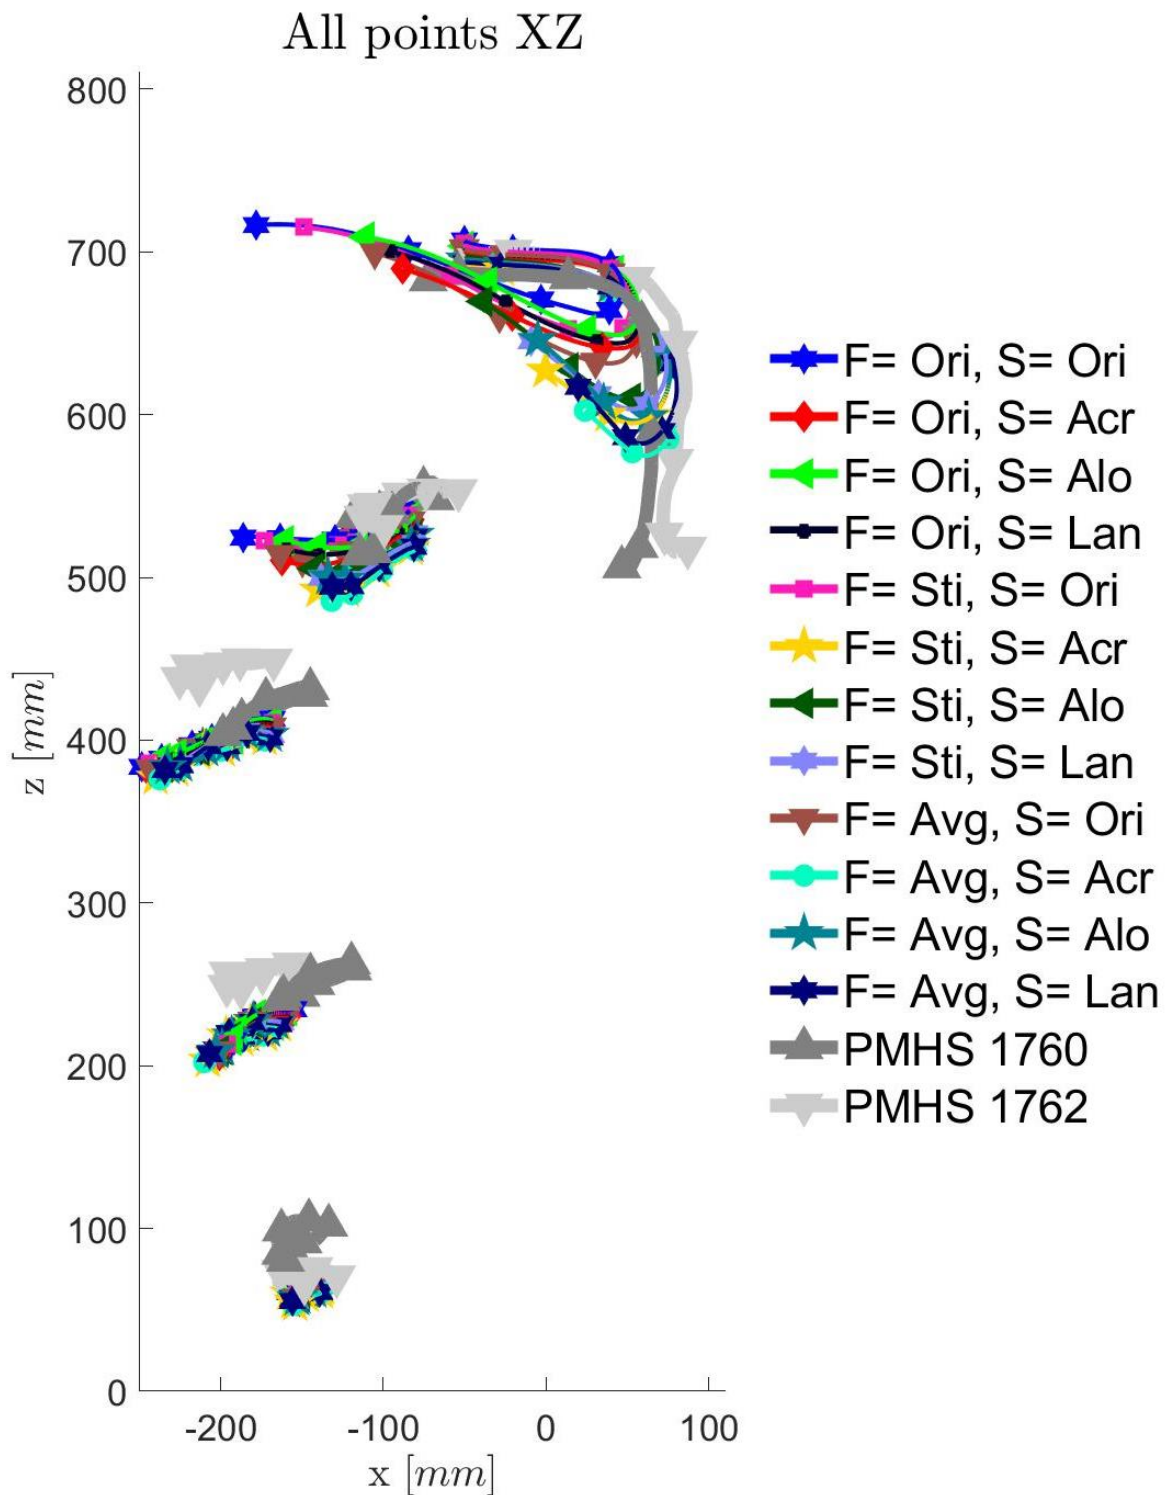 All points XZ
800
700
600
500
400
300
200
100
0
z [mm]
-200 -100 0 100
x [mm]
F= Ori, S= Ori
F= Ori, S= Acr
F= Ori, S= Alo
F= Ori, S= Lan
F= Sti, S= Ori
F= Sti, S= Acr
F= Sti, S= Alo
F= Sti, S= Lan
F= Avg, S= Ori
F= Avg, S= Acr
F= Avg, S= Alo
F= Avg, S= Lan
PMHS 1760
PMHS 1762